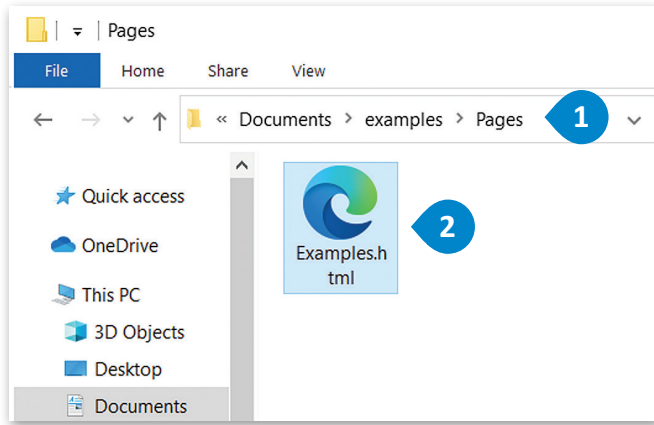 Pages
File Home Share View
« Documents > examples > Pages 1
Quick access
OneDrive
This PC
3D Objects
Desktop
Documents
Examples.h
tml
2